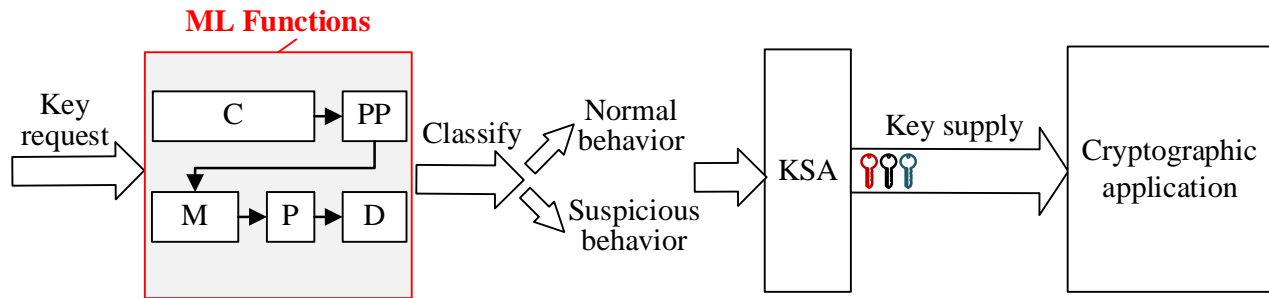 ML Functions
Key
request
C
PP
M
P
D
Classify
Normal
behavior
Suspicious
behavior
KSA
Key supply
Cryptographic
application